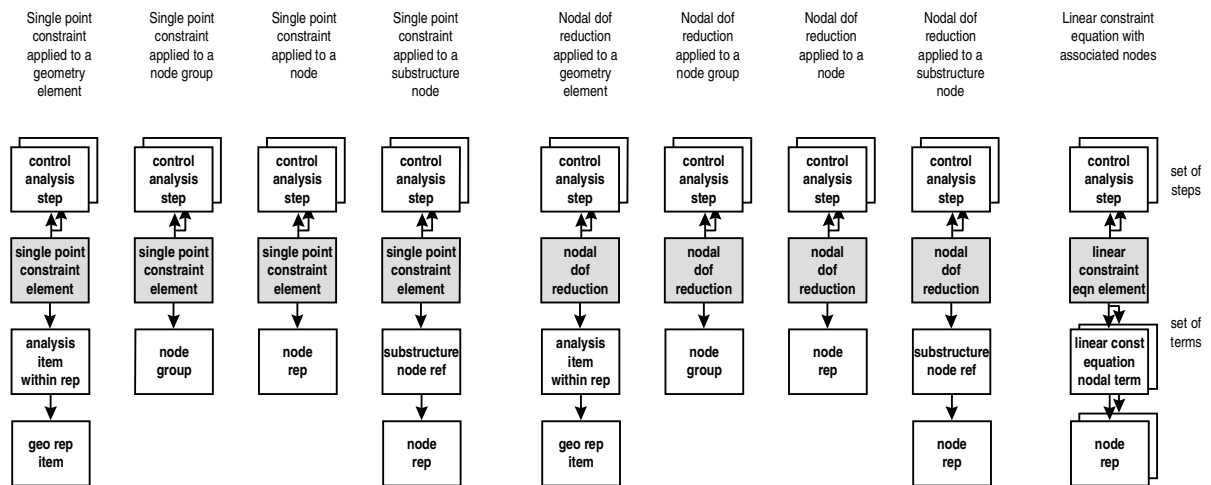 Single point
constraint
applied to a
geometry
element
Single point
constraint
applied to a
node group
Single point
constraint
applied to a
node
Single point
constraint
applied to a
substructure
node
Nodal dof
reduction
applied to a
geometry
element
Nodal dof
reduction
applied to a
node group
Nodal dof
reduction
applied to a
node
Nodal dof
reduction
applied to a
substructure
node
Linear constraint
equation with
associated nodes
control
analysis
step
control
analysis
step
control
analysis
step
control
analysis
step
control
analysis
step
control
analysis
step
control
analysis
step
control
analysis
step
control
analysis
step
set of
steps
single point
constraint
element
single point
constraint
element
single point
constraint
element
single point
constraint
element
nodal
dof
reduction
nodal
dof
reduction
nodal
dof
reduction
nodal
dof
reduction
linear
constraint
eqn element
set of
terms
analysis
item
within rep
node
group
node
rep
substructure
node ref
analysis
item
within rep
node
group
node
rep
substructure
node ref
linear const
equation
nodal term
geo rep
item
node
rep
geo rep
item
node
rep
node
rep